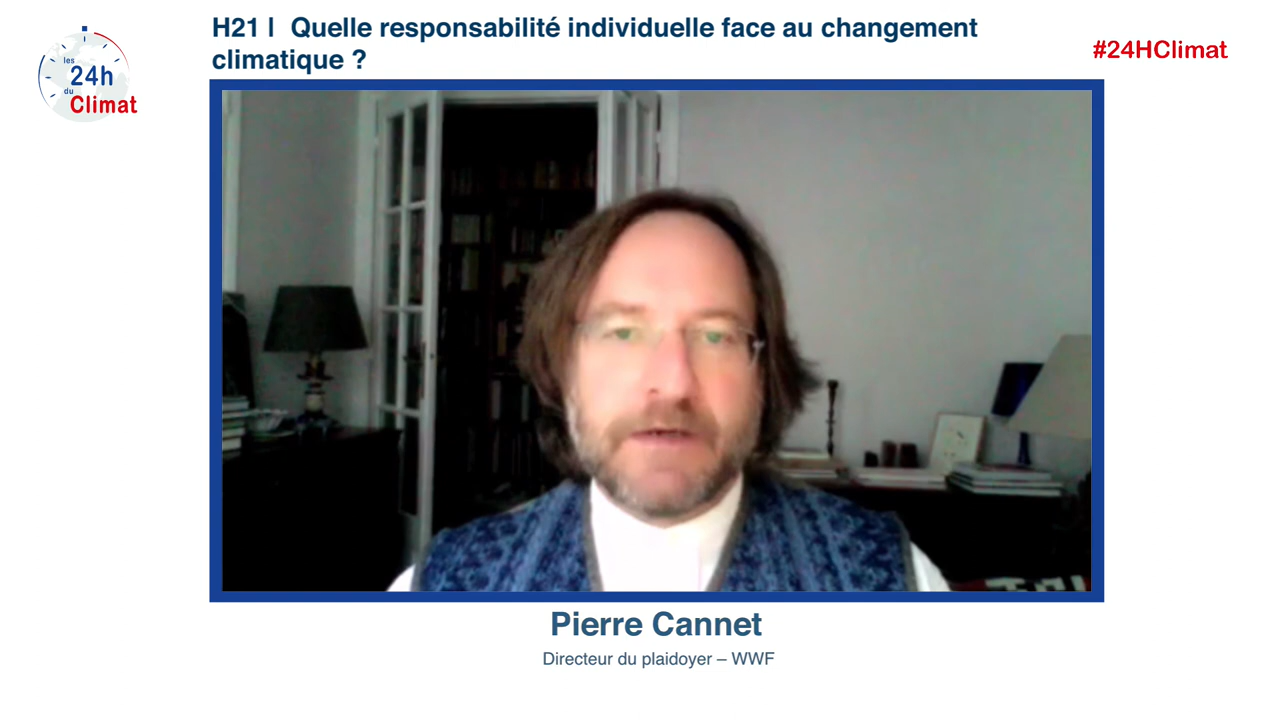 H21 I  Quelle responsabilité individuelle face au changement
climatique ?
les
24h
du
Climat
#24HClimat
Pierre Cannet
Directeur du plaidoyer – WWF